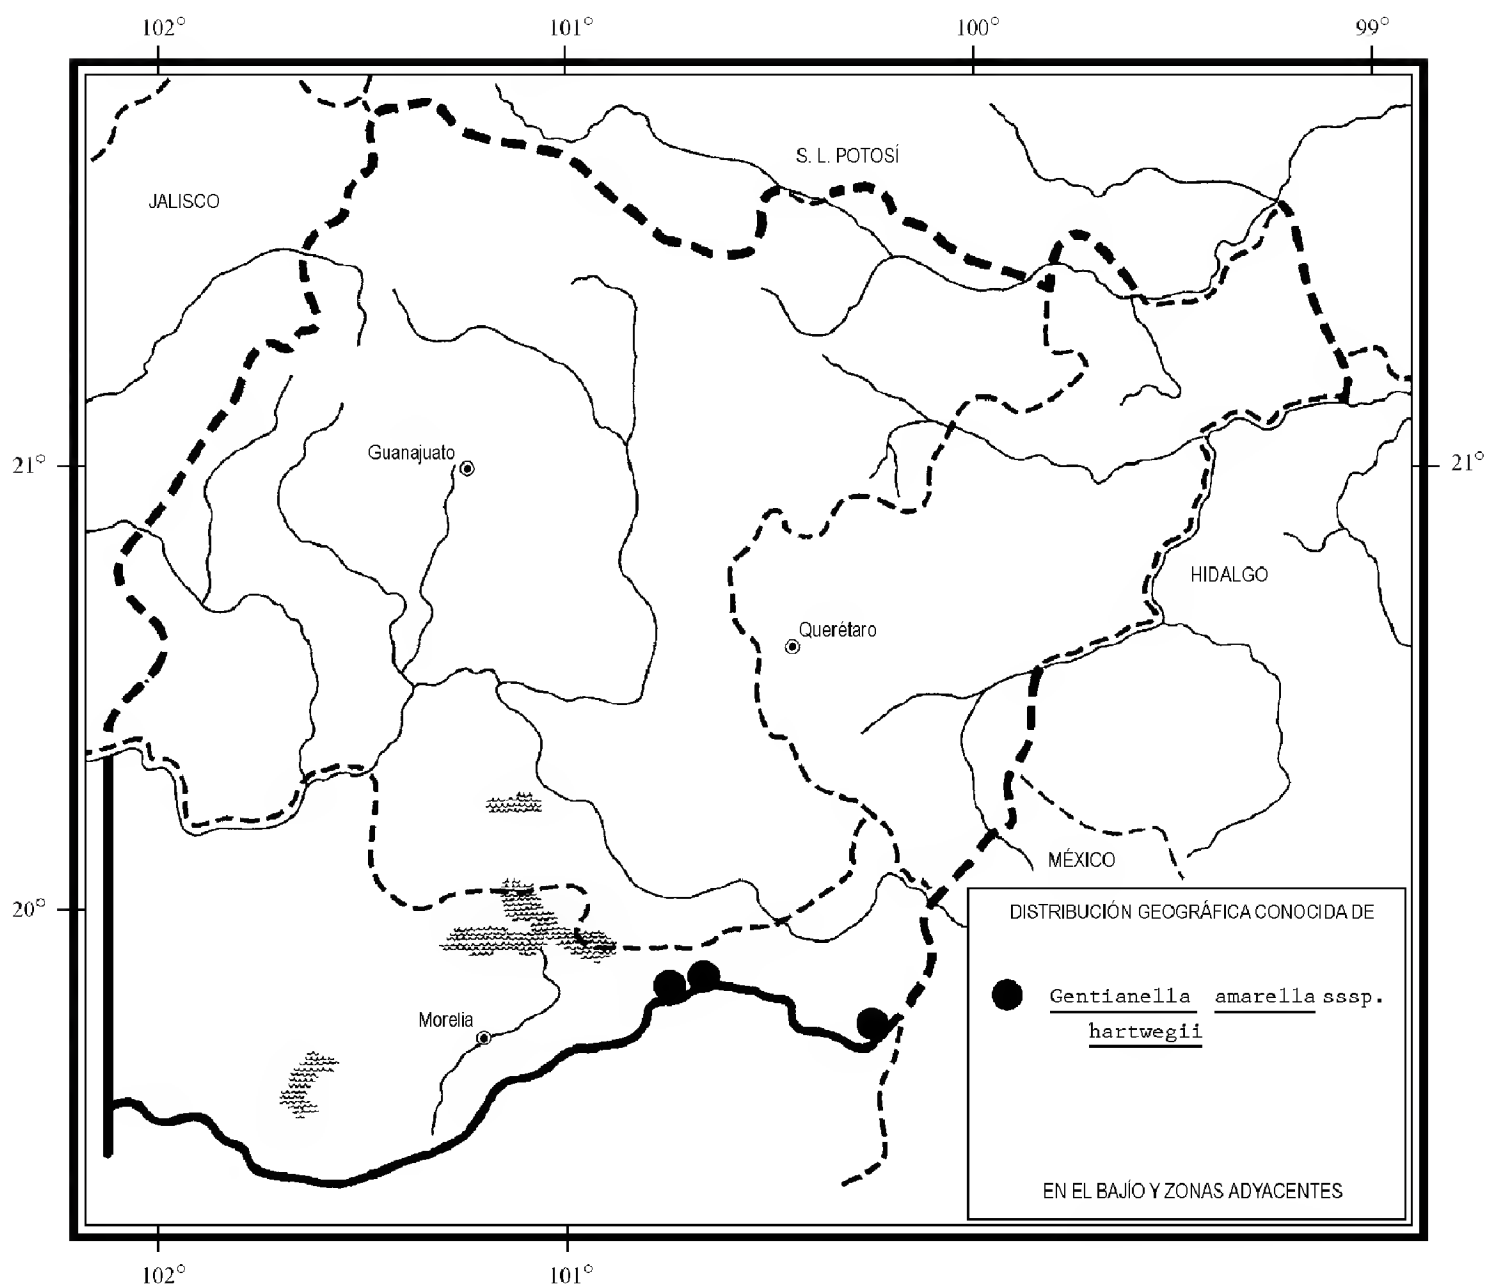 102° 101° 100° 99°
S. L. POTOSÍ
JALISCO
Guanajuato
21° 21°
HIDALGO
Querétaro
MÉXICO
20°
DISTRIBUCIÓN GEOGRÁFICA CONOCIDA DE
Gentianella amarella sssp.
hartwegii
Morelia
EN EL BAJÍO Y ZONAS ADYACENTES
102° 101°